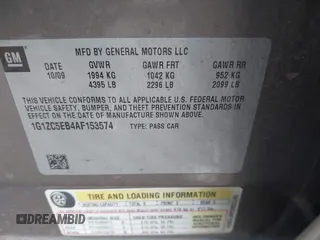 GM
MFD BY GENERAL MOTORS LLC
DATE GVWR GAWR FRT GAWR RR
10/09 1994 KG 1042 KG 952 KG
4395 LB 2296 LB 2099 LB
THIS VEHICLE CONFORMS TO ALL APPLICABLE U.S. FEDERAL MOTOR
VEHICLE SAFETY, BUMPER, AND THEFT PREVENTION STANDARDS
IN EFFECT ON THE DATE OF MANUFACTURE SHOWN ABOVE.
1G1ZC5EB4AF153574 TYPE: PASS CAR
TIRE AND LOADING INFORMATION
SEATING CAPACITY TOTAL
DREAMBID